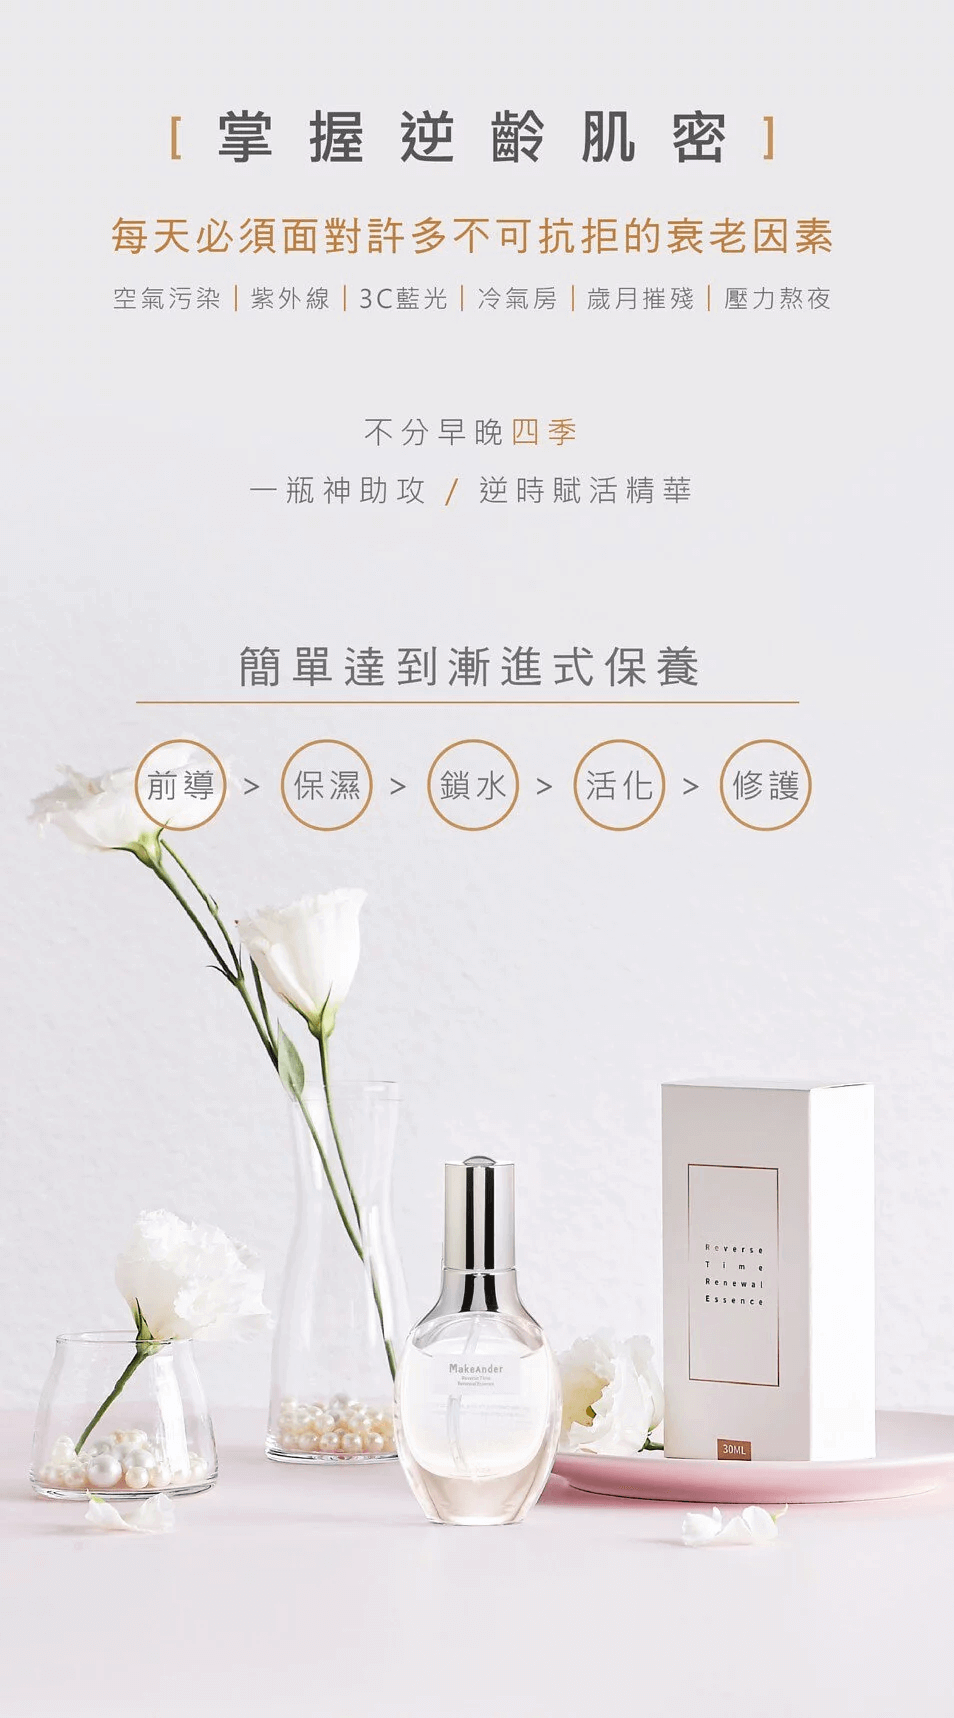 [ 掌握逆齡肌密 ]
每天必須面對許多不可抗拒的衰老因素
空氣污染|紫外線|3C藍光|冷氣房|歲月摧殘|壓力熬夜
不分早晚四季
一瓶神助攻 / 逆時賦活精華
簡單達到漸進式保養
前導 > 保濕 > 鎖水 > 活化 > 修護
Reverse
Time
Renewal
Essence
30ML
MakeAnder
Reverse Time
Renewal Essence